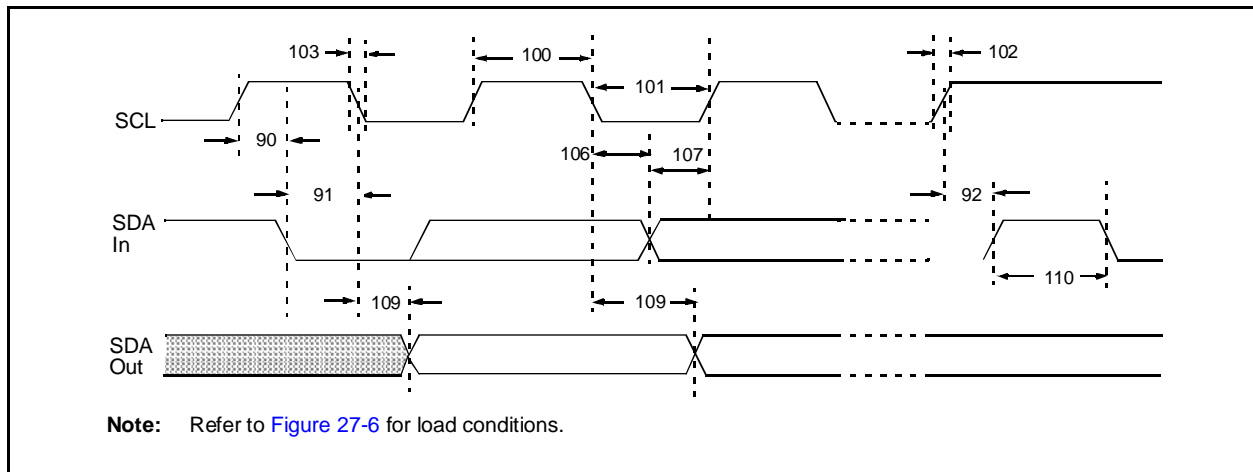 103
100
102
101
SCL
90
106
107
91
92
SDA
In
110
109
109
SDA
Out
Note: Refer to Figure 27-6 for load conditions.